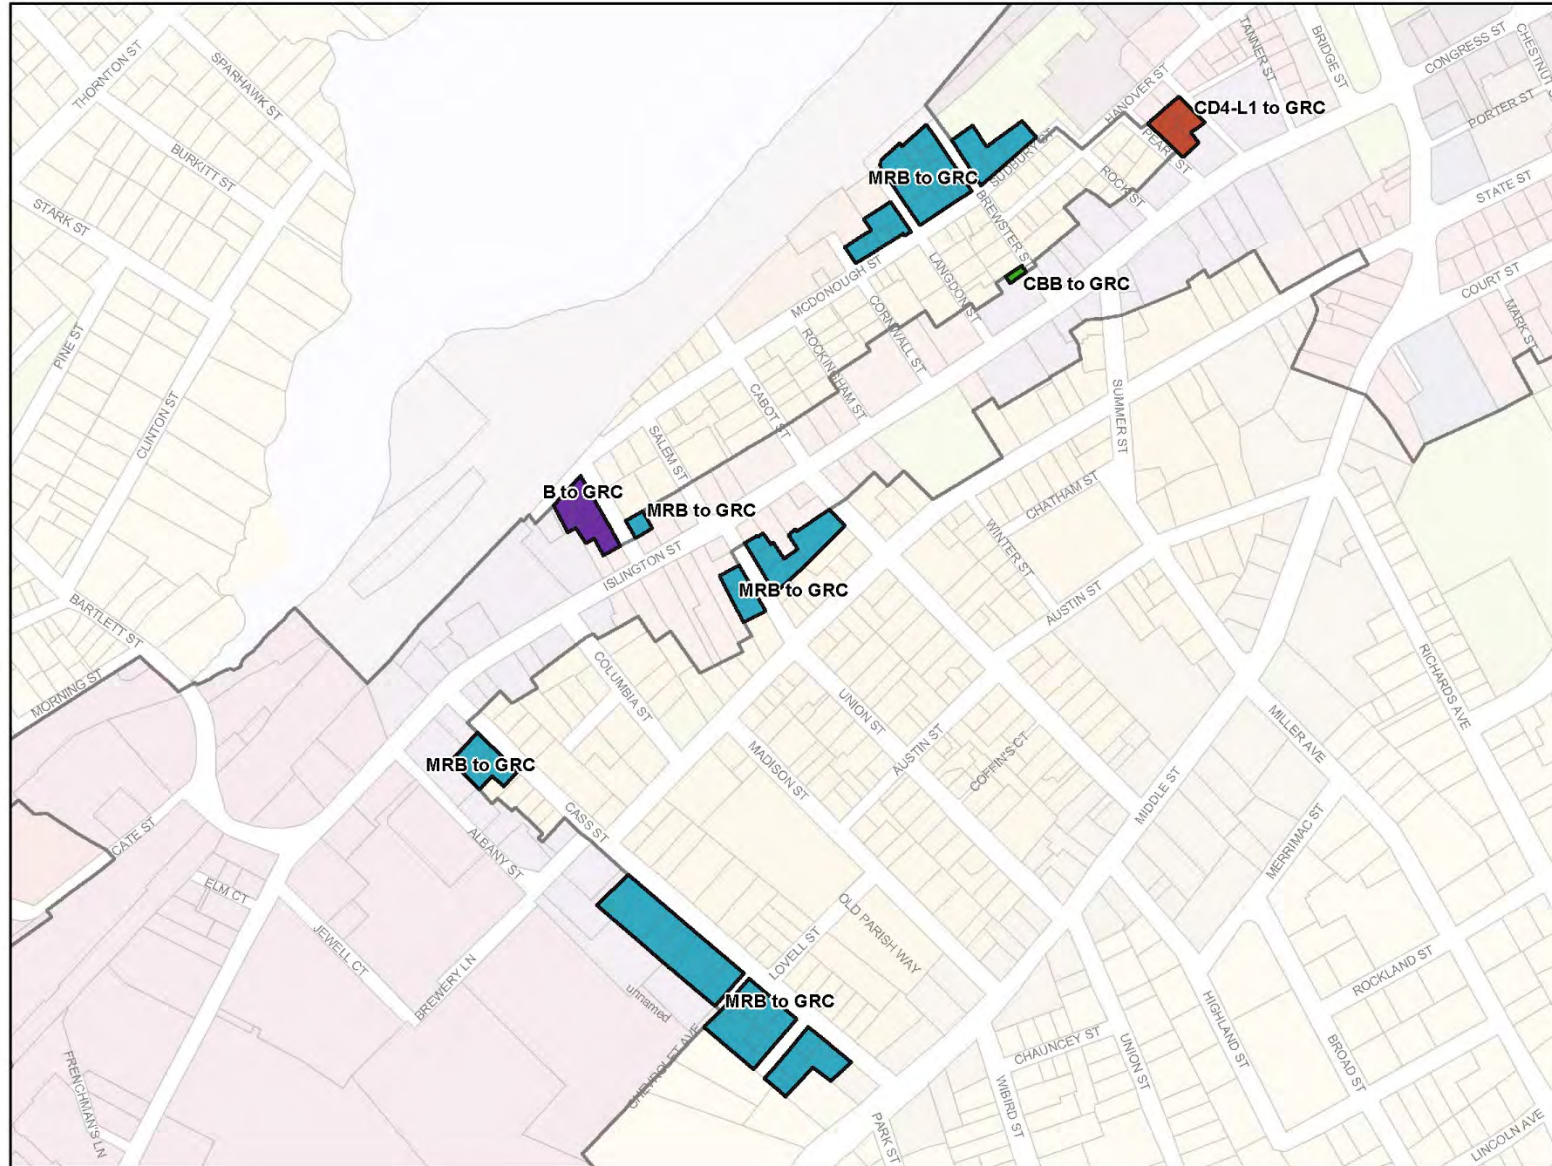 THORNTON ST
SPARHAWK ST
BURKITT ST
STARK ST
PINE ST
CLINTON ST
BARTLETT ST
MORNING ST
CATE ST
ELM CT
JEWELL CT
FRENCHMAN'S LN
BREWERY LN
ALBANY ST
CASS ST
unnamed
CHEVROLET AVE
TANNER ST
BRIDGE ST
CONGRESS ST
PORTER ST
HANOVER ST
CD4-L1 to GRC
PEARL ST
ROCK ST
SUDBURY ST
MRB to GRC
BREWSTER ST
LANGDON ST
CBB to GRC
MCDONOUGH ST
CORNWALL ST
ROCKINGHAM ST
CABOT ST
SALEM ST
STATE ST
COURT ST
MARK ST
SUMMER ST
CHATHAM ST
WINTER ST
AUSTIN ST
B to GRC
MRB to GRC
ISLINGTON ST
MRB to GRC
COLUMBIA ST
UNION ST
MADISON ST
AUSTIN ST
COFFIN'S CT
MIDDLE ST
MILLER AVE
RICHARDS AVE
MERRIMAC ST
MRB to GRC
LOVELL ST
OLD PARISH WAY
MRB to GRC
ROCKLAND ST
HIGHLAND ST
CHAUNCEY ST
UNION ST
WIBIRD ST
BROAD ST
PARK ST
LINCOLN AVE